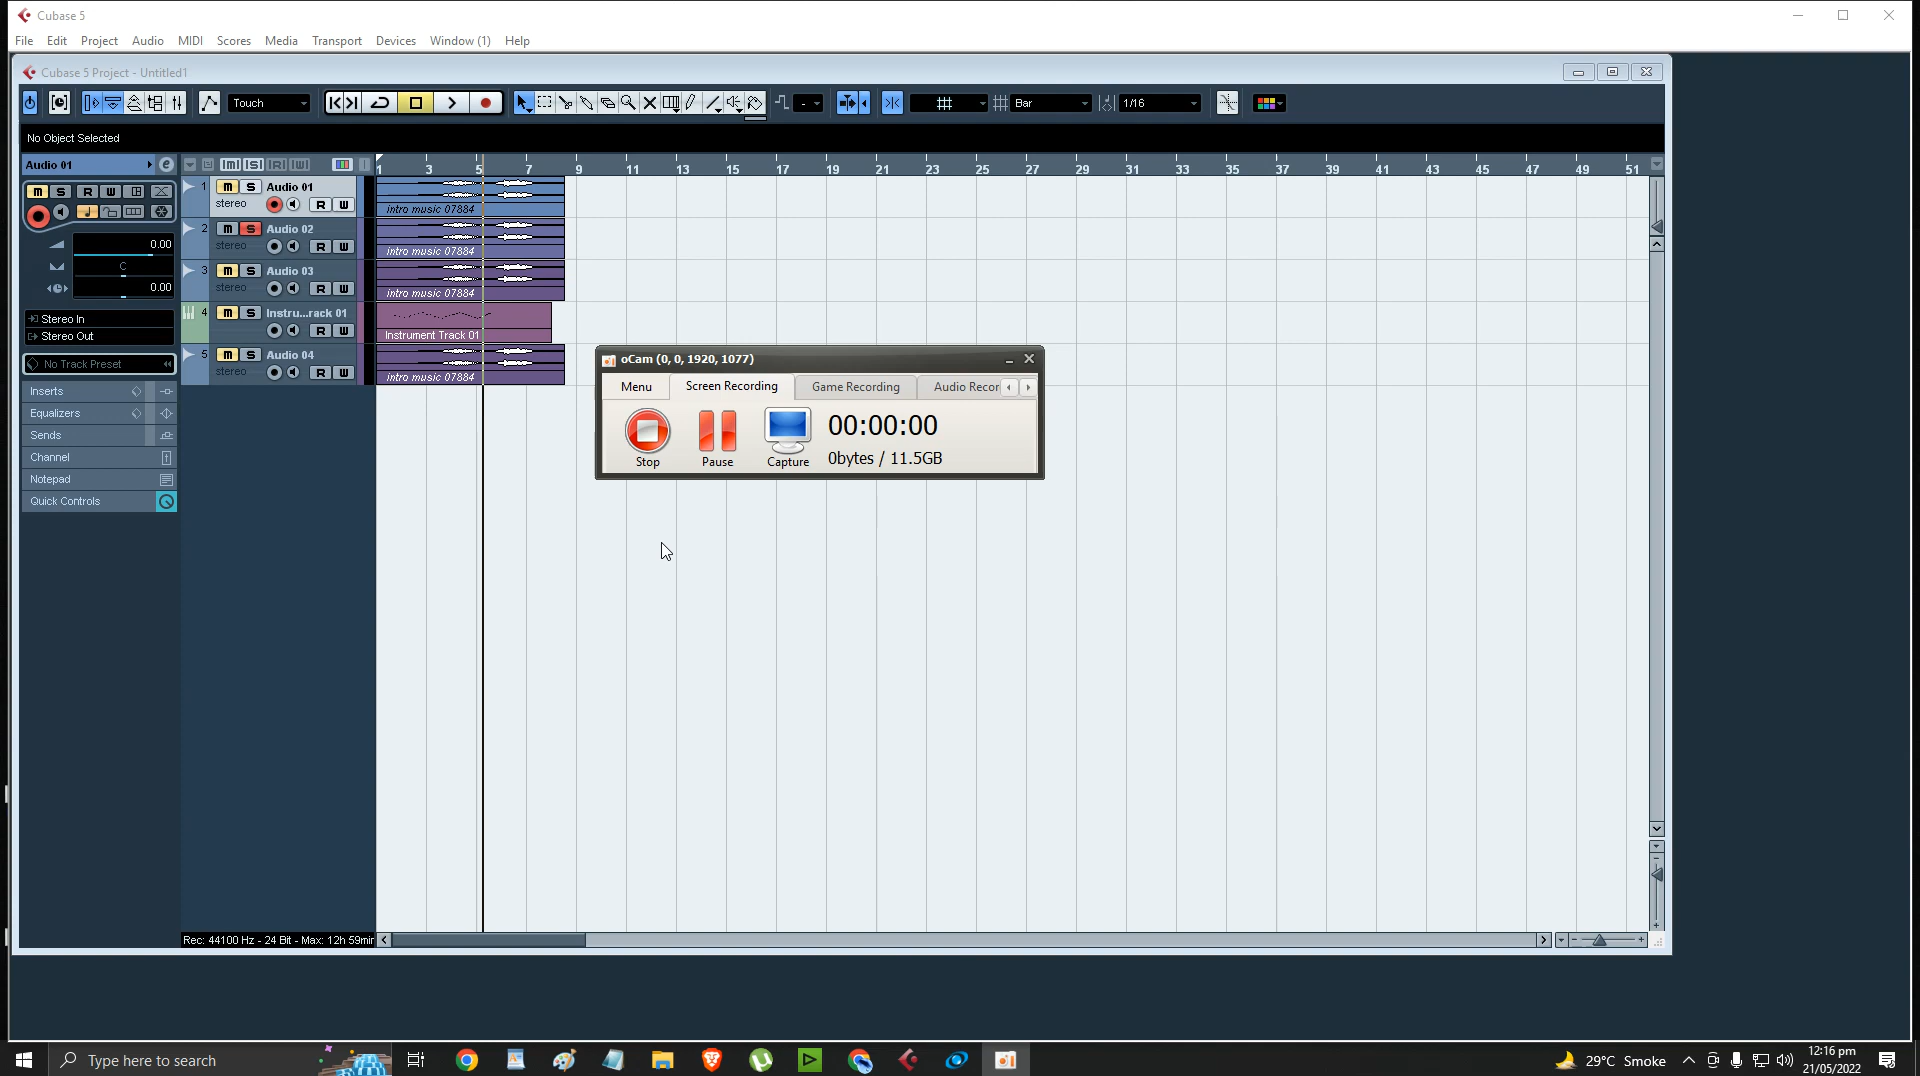 Cubase 5
File Edit Project Audio MIDI Scores Media Transport Devices Window (1) Help
Cubase 5 Project - Untitled1
Touch - Bar 1/16
No Object Selected
Audio 01 e [m] [S] [R] [W]
1 3 5 7 9 11 13 15 17 19 21 23 25 27 29 31 33 35 37 39 41 43 45 47 49 51
m S R W
0.00
C
0.00
Stereo In
Stereo Out
No Track Preset
Inserts
Equalizers
Sends
Channel
Notepad
Quick Controls
1 m S Audio 01
stereo R W
intro music 07884
2 m S Audio 02
stereo R W
intro music 07884
3 m S Audio 03
stereo R W
intro music 07884
4 m S Instru...rack 01
R W
Instrument Track 01
5 m S Audio 04
stereo R W
intro music 07884
oCam (0, 0, 1920, 1077)
Menu Screen Recording Game Recording Audio Recor
00:00:00
0bytes / 11.5GB
Stop Pause Capture
Rec: 44100 Hz - 24 Bit - Max: 12h 59min
Type here to search
29°C Smoke
12:16 pm
21/05/2022